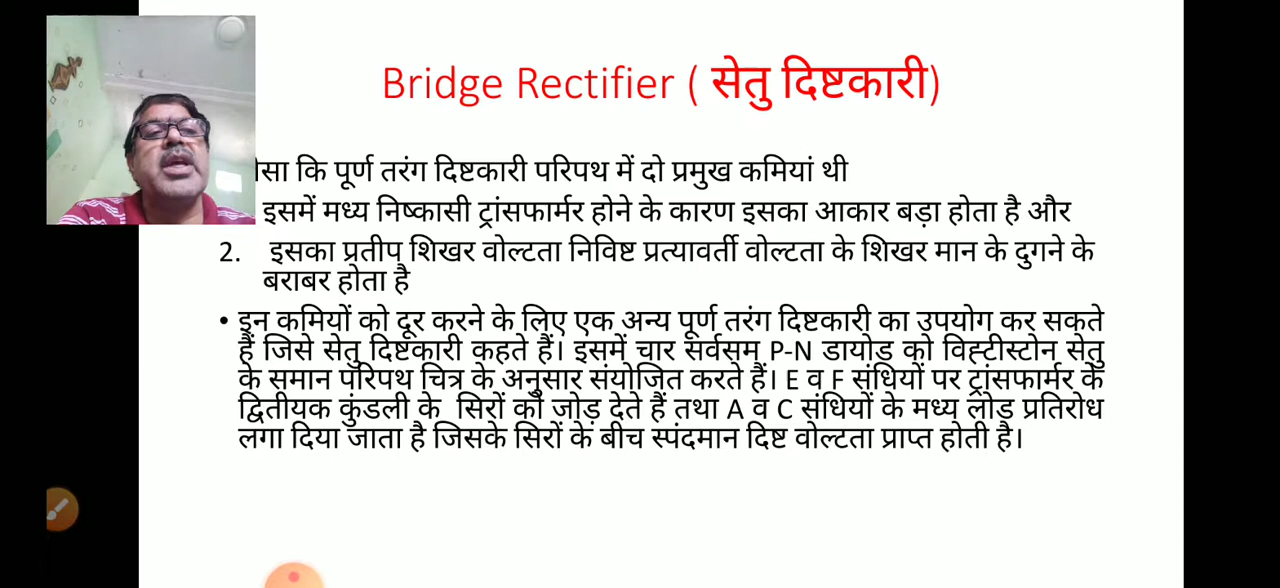 Bridge Rectifier ( सेतु दिष्टकारी)
कि पूर्ण तरंग दिष्टकारी परिपथ में दो प्रमुख कमियां थी
इसमें मध्य निष्कासी ट्रांसफार्मर होने के कारण इसका आकार बड़ा होता है और
2. इसका प्रतीप शिखर वोल्टता निविष्ट प्रत्यावर्ती वोल्टता के शिखर मान के दुगने के
बराबर होता है
• इन कमियों को दूर करने के लिए एक अन्य पूर्ण तरंग दिष्टकारी का उपयोग कर सकते
हैं जिसे सेतु दिष्टकारी कहते हैं। इसमें चार सर्वसम P-N डायोड को विह्टीस्टोन सेतु
के समान परिपथ चित्र के अनुसार संयोजित करते हैं। E व F संधियों पर ट्रांसफार्मर के
द्वितीयक कुंडली के सिरों को जोड़ देते हैं तथा A व C संधियों के मध्य लोड प्रतिरोध
लगा दिया जाता है जिसके सिरों के बीच स्पंदमान दिष्ट वोल्टता प्राप्त होती है।